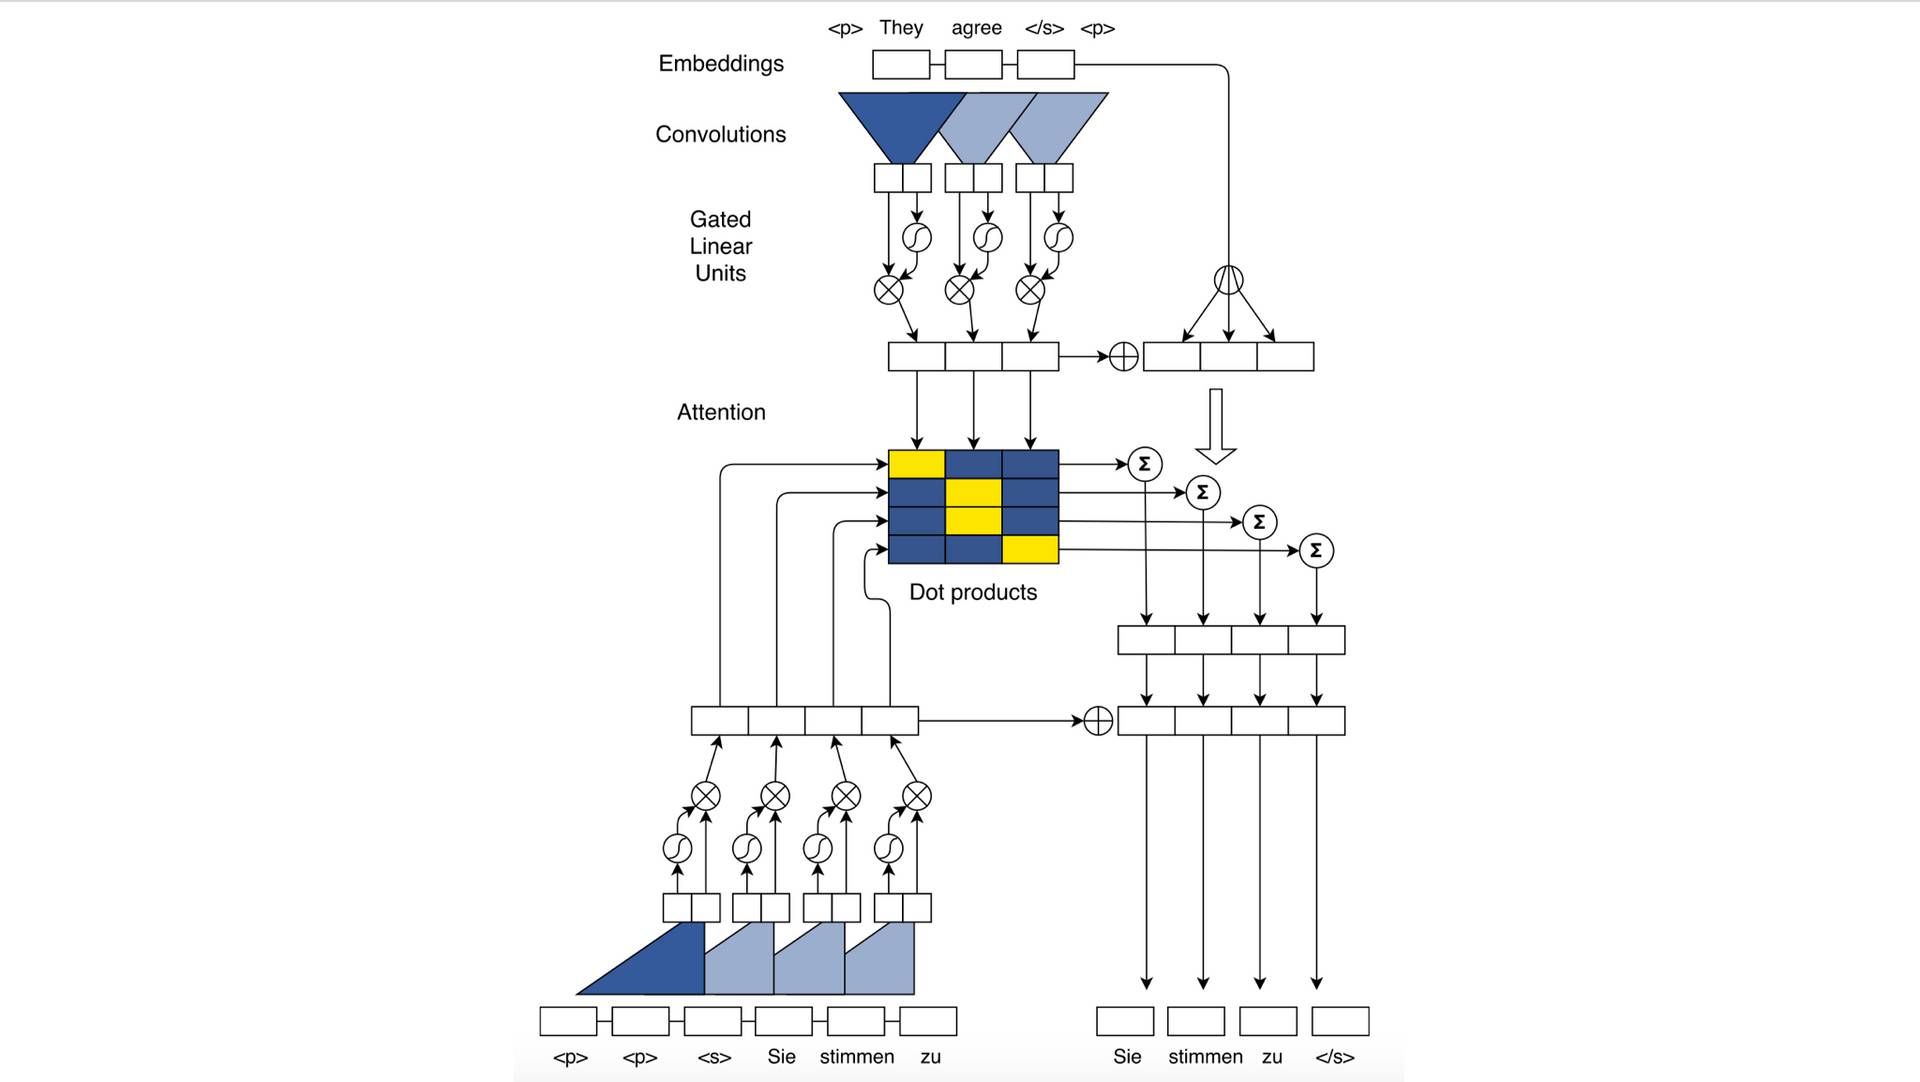 <p> They agree </s> <p>
Embeddings
Convolutions
Gated
Linear
Units
Attention
Σ
Σ
Σ
Σ
Dot products
<p> <p> <s> Sie stimmen zu
Sie stimmen zu </s>